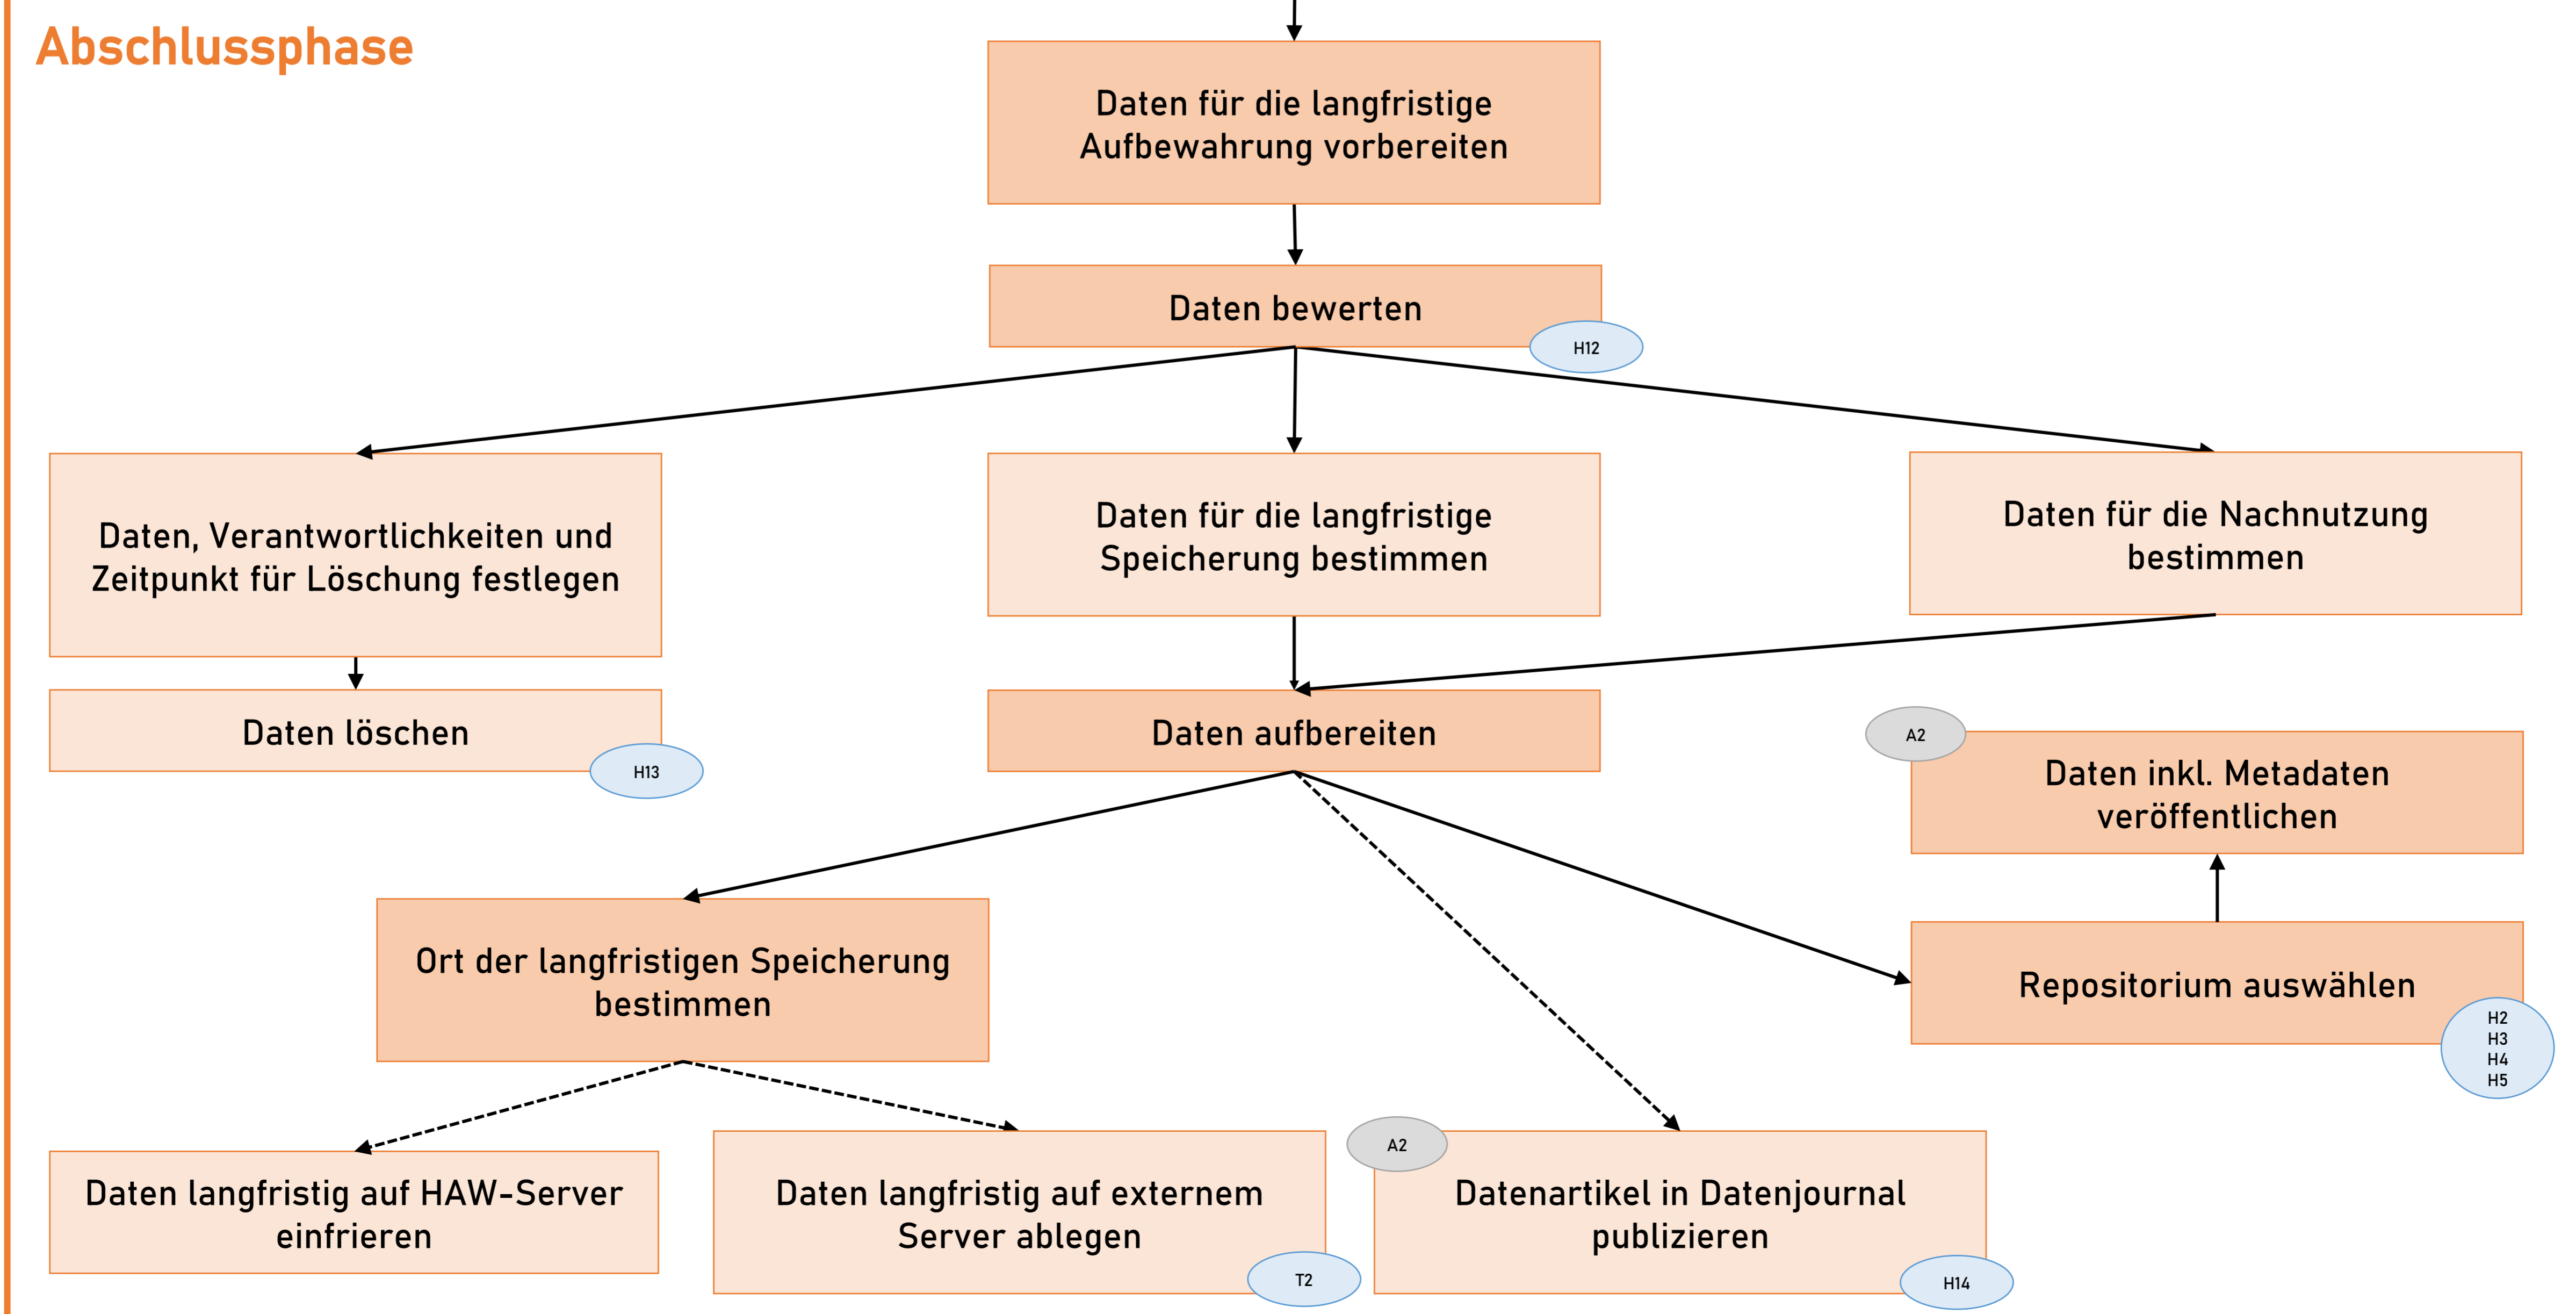 Abschlussphase
Daten für die langfristige
Aufbewahrung vorbereiten
Daten bewerten
H12
Daten, Verantwortlichkeiten und
Zeitpunkt für Löschung festlegen
Daten für die langfristige
Speicherung bestimmen
Daten für die Nachnutzung
bestimmen
Daten löschen
H13
Daten aufbereiten
A2
Daten inkl. Metadaten
veröffentlichen
Ort der langfristigen Speicherung
bestimmen
Repositorium auswählen
H2
H3
H4
H5
Daten langfristig auf HAW-Server
einfrieren
Daten langfristig auf externem
Server ablegen
T2
A2
Datenartikel in Datenjournal
publizieren
H14